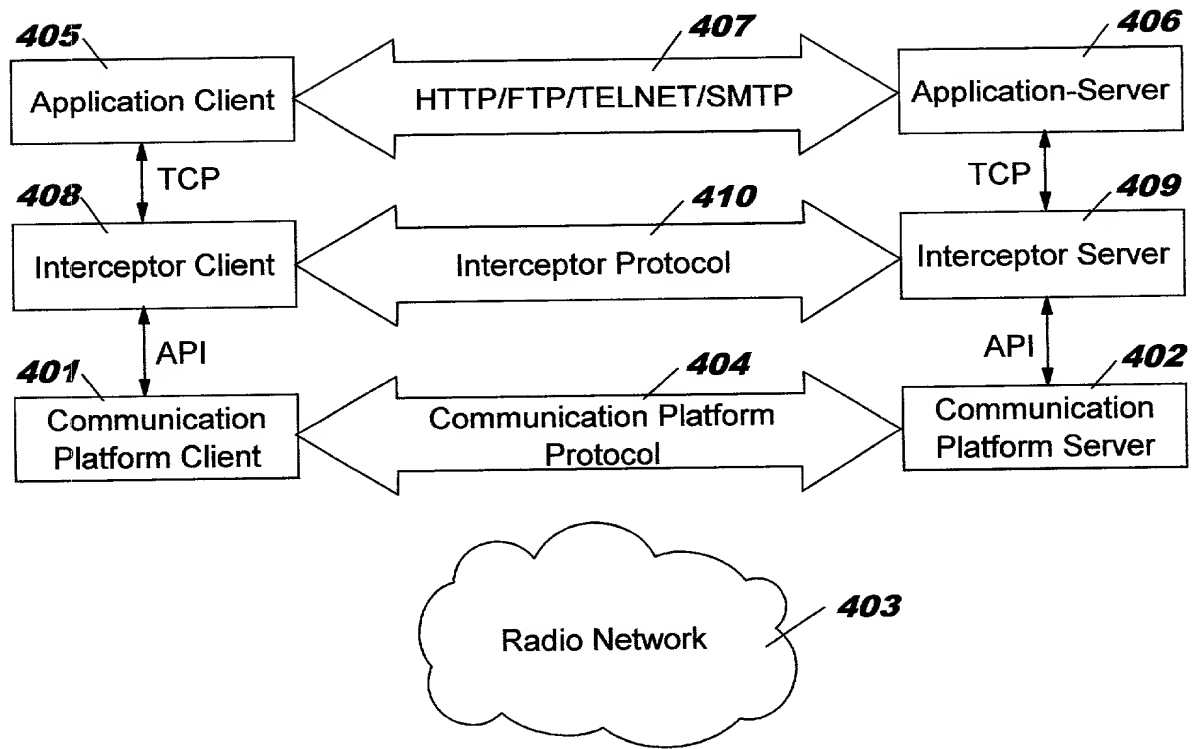 405
407
406
Application Client
HTTP/FTP/TELNET/SMTP
Application-Server
TCP
TCP
408
410
409
Interceptor Client
Interceptor Protocol
Interceptor Server
API
API
401
404
402
Communication
Platform Client
Communication Platform
Protocol
Communication
Platform Server
403
Radio Network